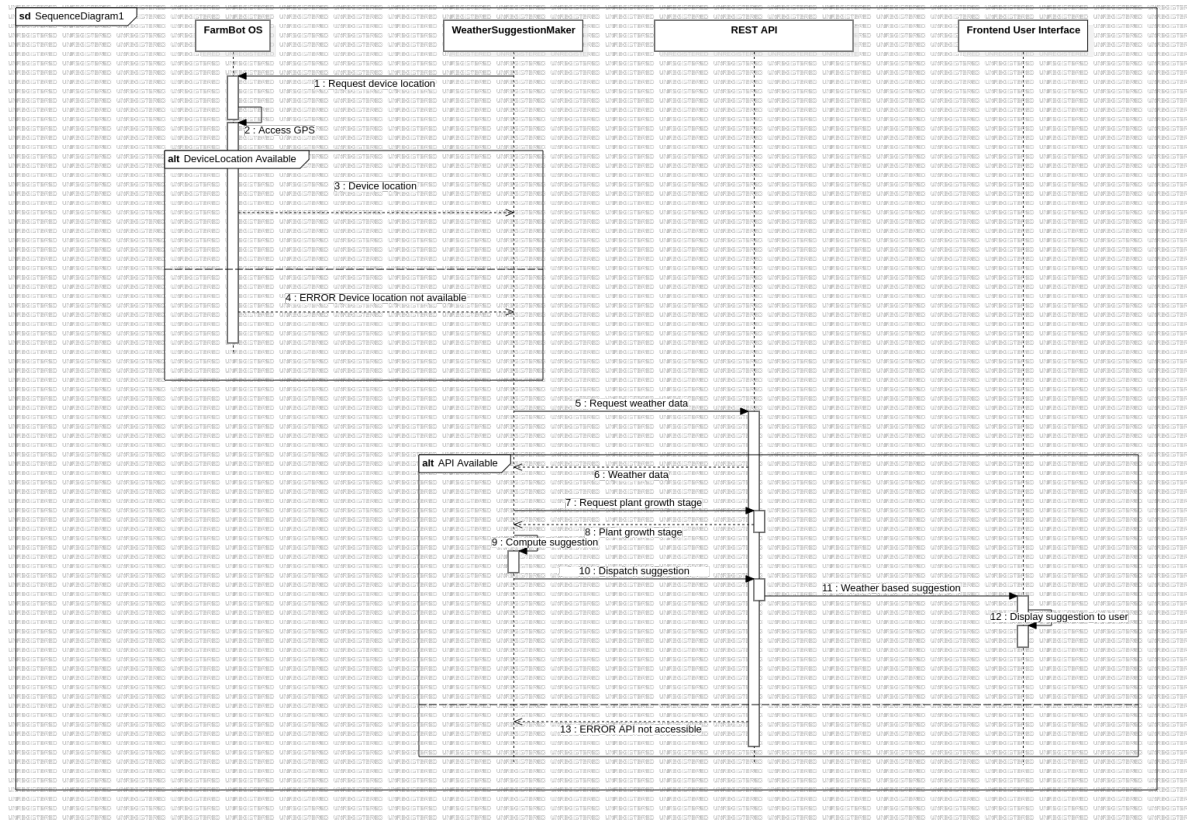 sd SequenceDiagram1
FarmBot OS
WeatherSuggestionMaker
REST API
Frontend User Interface
1 : Request device location
2 : Access GPS
alt DeviceLocation Available
3 : Device location
4 : ERROR Device location not available
5 : Request weather data
alt API Available
6 : Weather data
7 : Request plant growth stage
8 : Plant growth stage
9 : Compute suggestion
10 : Dispatch suggestion
11 : Weather based suggestion
12 : Display suggestion to user
13 : ERROR API not accessible